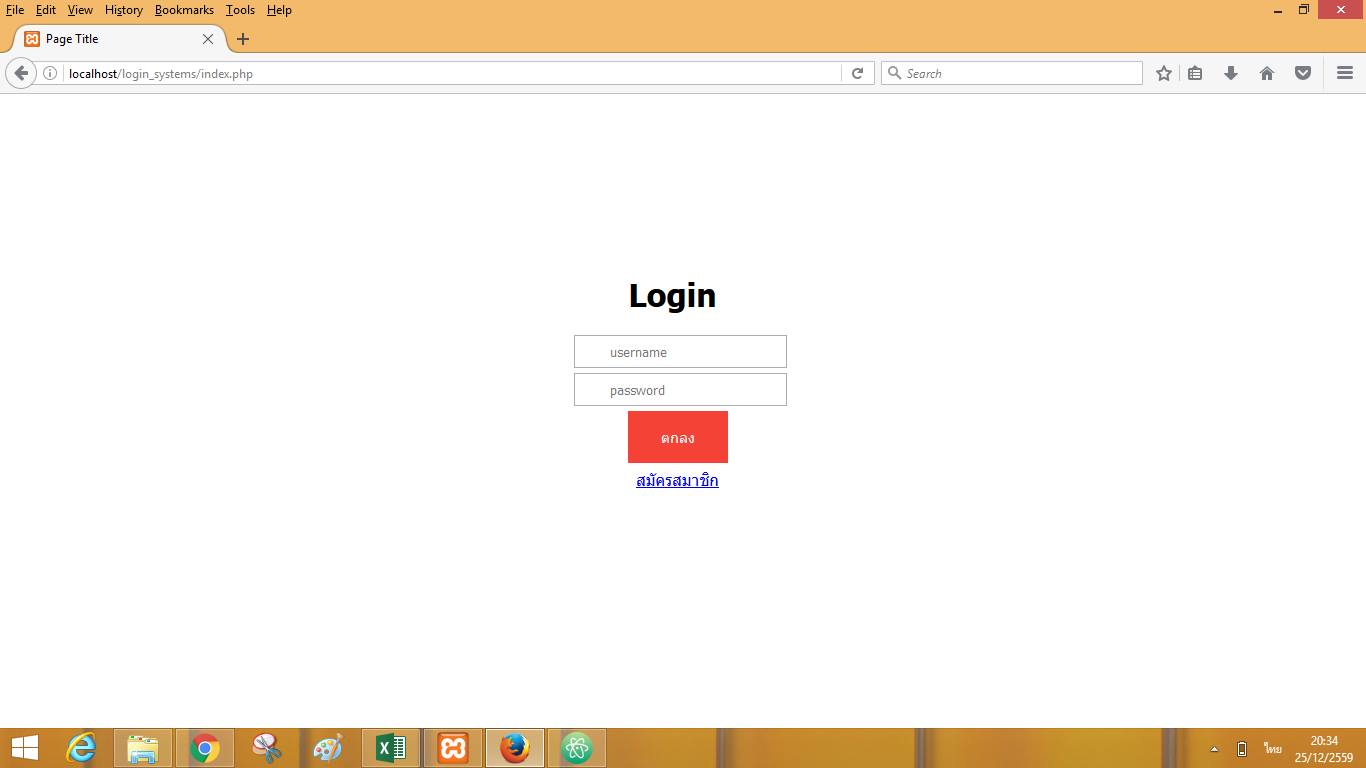 File Edit View History Bookmarks Tools Help
Page Title
localhost/login_systems/index.php
Search
Login
username
password
ตกลง
สมัครสมาชิก
ไทย
20:34
25/12/2559